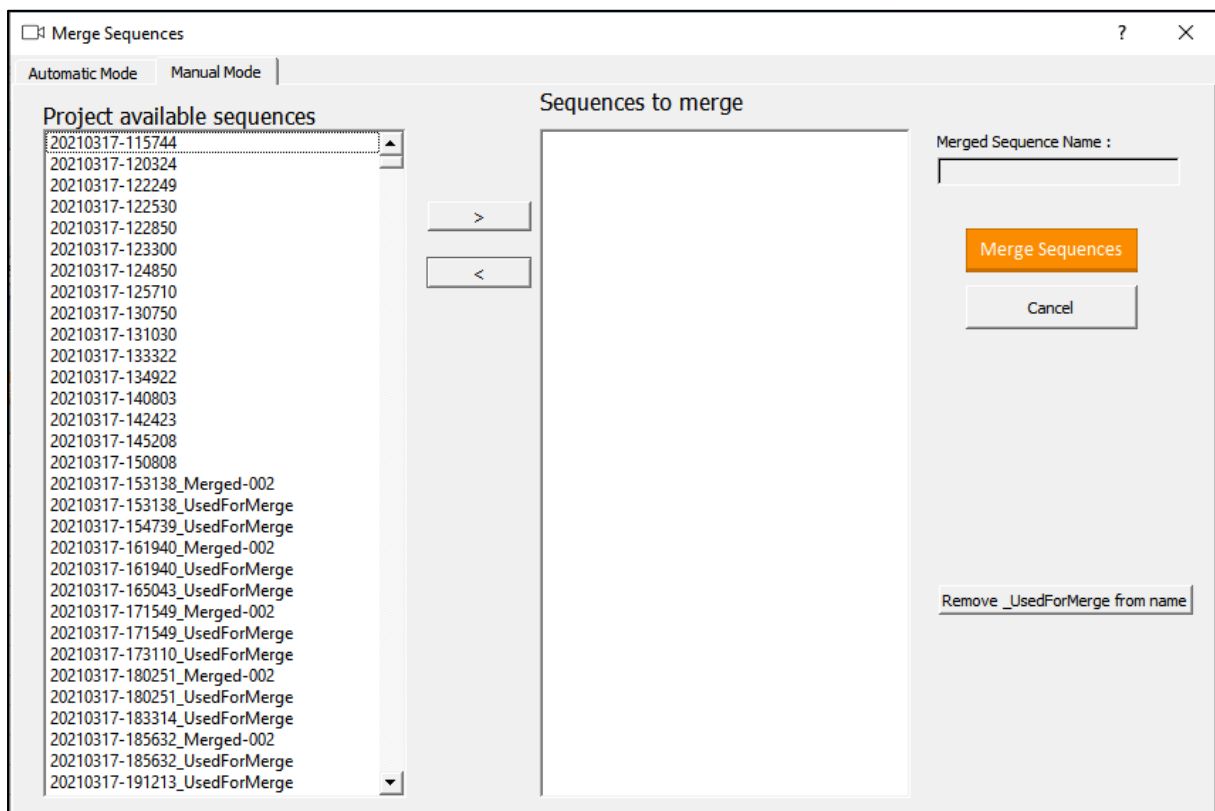 Merge Sequences
?
Automatic Mode
Manual Mode
Project available sequences
20210317-115744
20210317-120324
20210317-122249
20210317-122530
20210317-122850
20210317-123300
20210317-124850
20210317-125710
20210317-130750
20210317-131030
20210317-133322
20210317-134922
20210317-140803
20210317-142423
20210317-145208
20210317-150808
20210317-153138_Merged-002
20210317-153138_UsedForMerge
20210317-154739_UsedForMerge
20210317-161940_Merged-002
20210317-161940_UsedForMerge
20210317-165043_UsedForMerge
20210317-171549_Merged-002
20210317-171549_UsedForMerge
20210317-173110_UsedForMerge
20210317-180251_Merged-002
20210317-180251_UsedForMerge
20210317-183314_UsedForMerge
20210317-185632_Merged-002
20210317-185632_UsedForMerge
20210317-191213_UsedForMerge
>
<
Sequences to merge
Merged Sequence Name :
Merge Sequences
Cancel
Remove _UsedForMerge from name